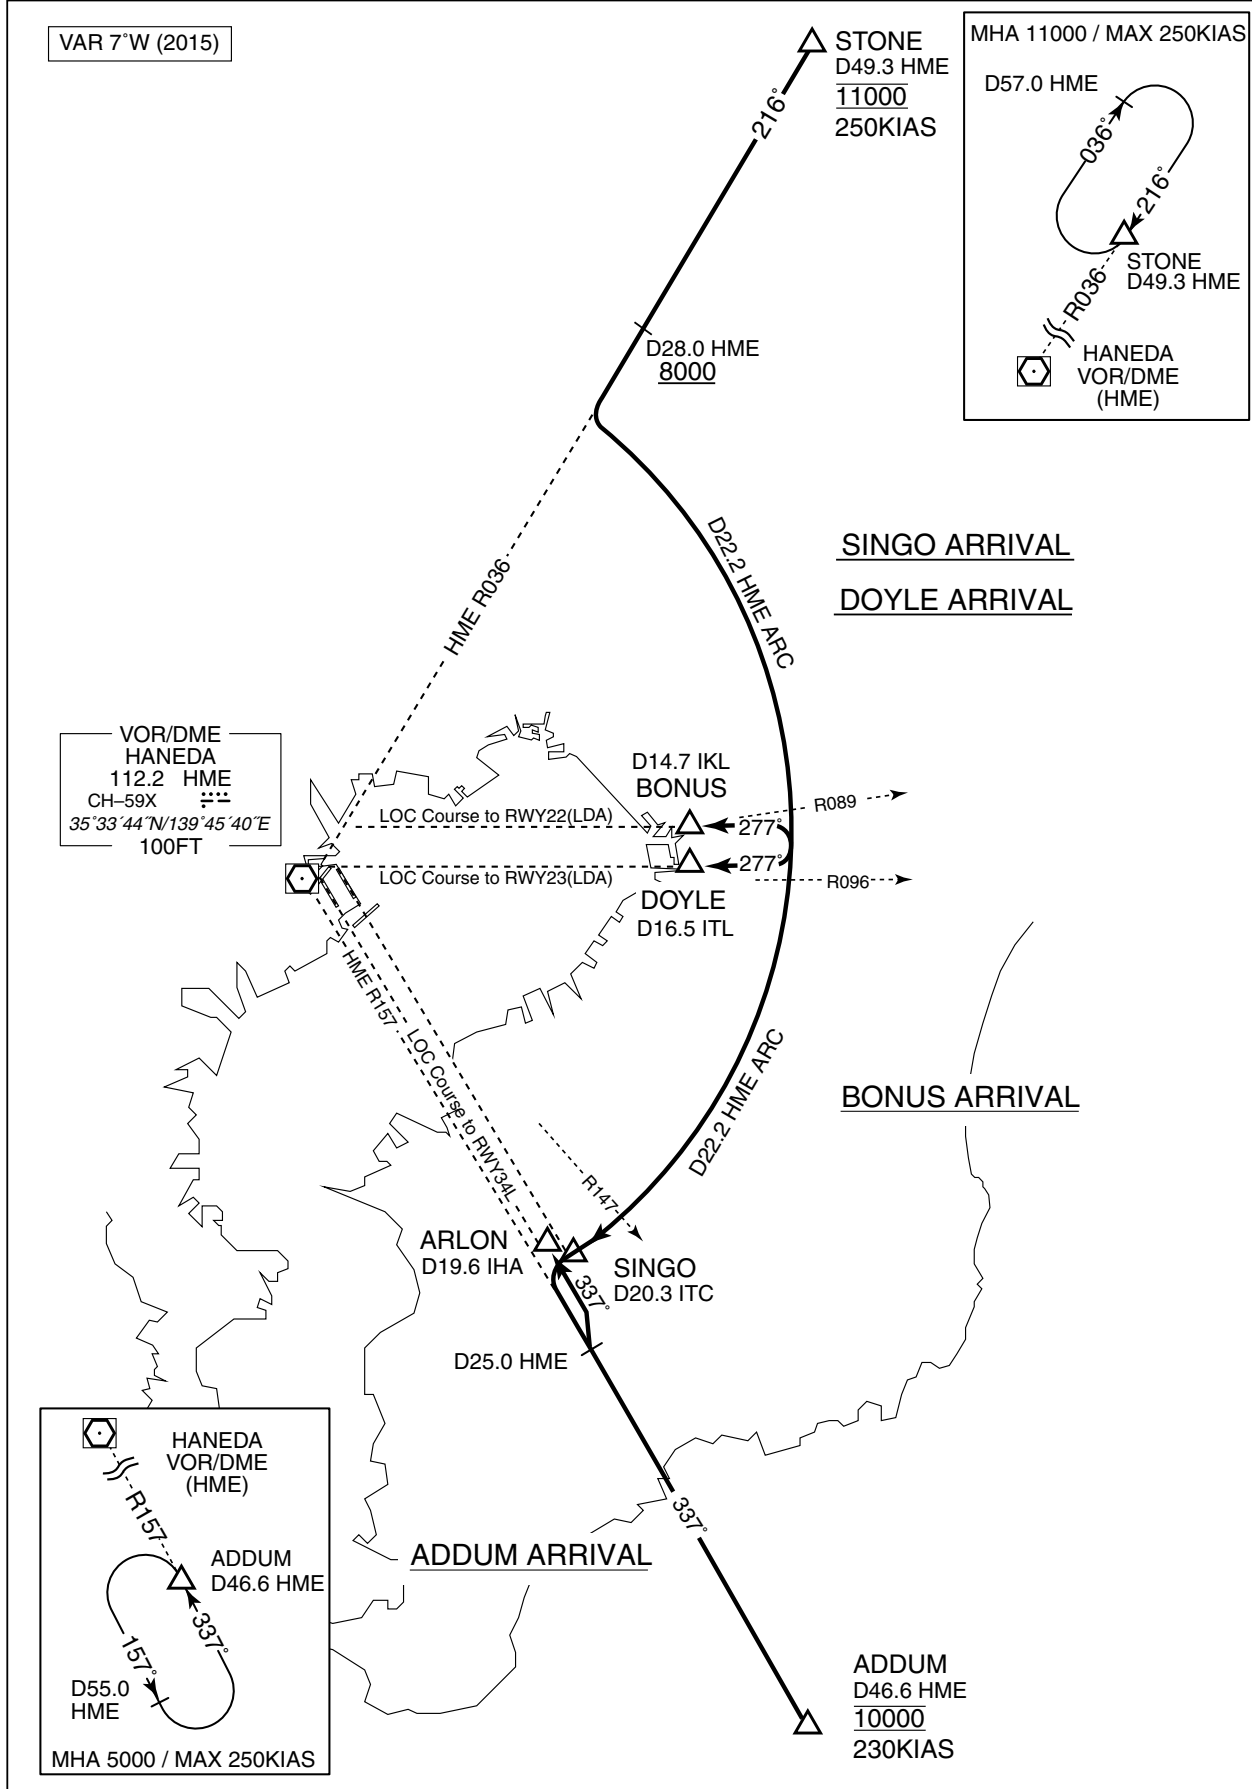 VAR 7°W (2015)
STONE
D49.3 HME
11000
250KIAS
216°
MHA 11000 / MAX 250KIAS
D57.0 HME
036°
216°
STONE
D49.3 HME
R036
HANEDA
VOR/DME
(HME)
D28.0 HME
8000
D22.2 HME ARC
SINGO ARRIVAL
DOYLE ARRIVAL
HME R036
VOR/DME
HANEDA
112.2 HME
CH–59X
35°33´44˝N/139°45´40˝E
100FT
D14.7 IKL
BONUS
R089
LOC Course to RWY22(LDA)
277°
277°
LOC Course to RWY23(LDA)
R096
DOYLE
D16.5 ITL
HME R157
LOC Course to RWY34L
D22.2 HME ARC
BONUS ARRIVAL
R147
ARLON
D19.6 IHA
SINGO
D20.3 ITC
337°
D25.0 HME
337°
HANEDA
VOR/DME
(HME)
R157
ADDUM
D46.6 HME
337°
157°
D55.0
HME
MHA 5000 / MAX 250KIAS
ADDUM ARRIVAL
ADDUM
D46.6 HME
10000
230KIAS